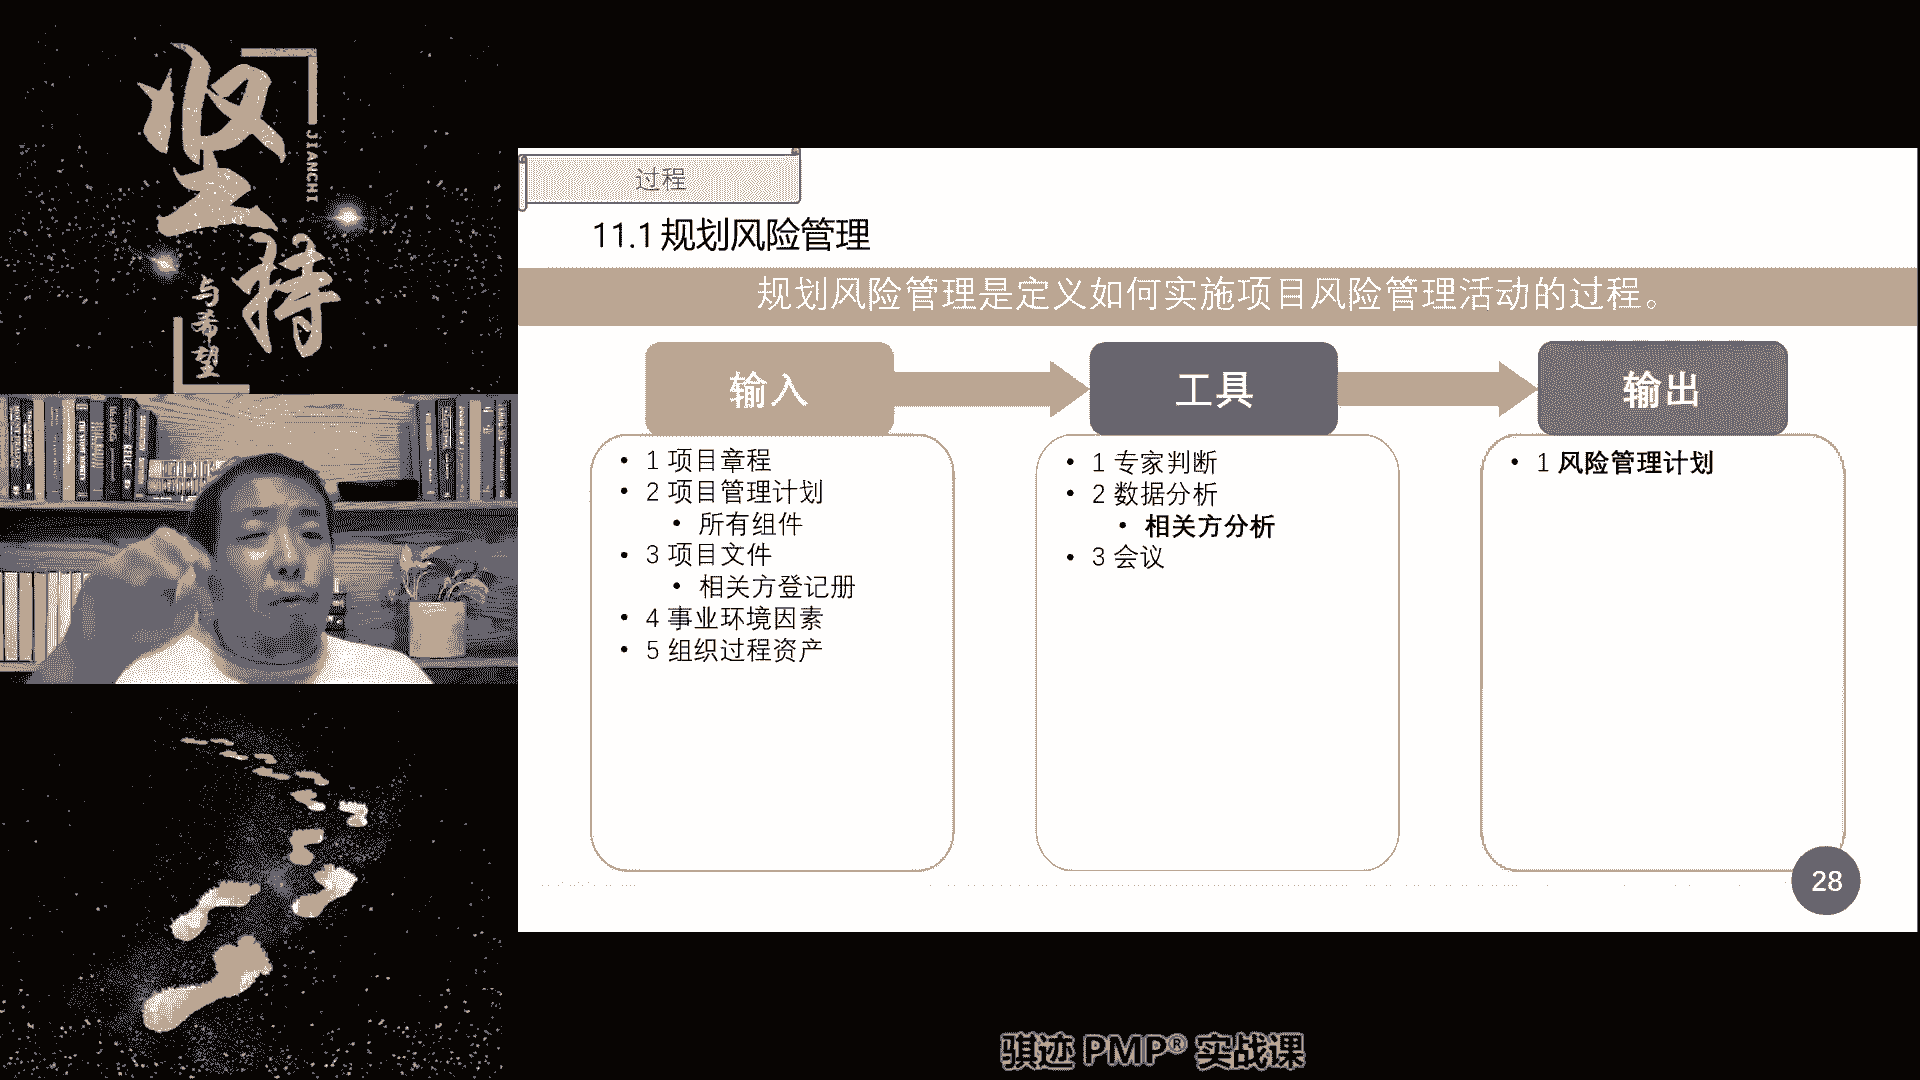 坚持
JIANCHI
与希望
过程
11.1 规划风险管理
规划风险管理是定义如何实施项目风险管理活动的过程。
输入
• 1 项目章程
• 2 项目管理计划
• 所有组件
• 3 项目文件
• 相关方登记册
• 4 事业环境因素
• 5 组织过程资产
工具
• 1 专家判断
• 2 数据分析
• 相关方分析
• 3 会议
输出
• 1 风险管理计划
28
骐迹 PMP® 实战课